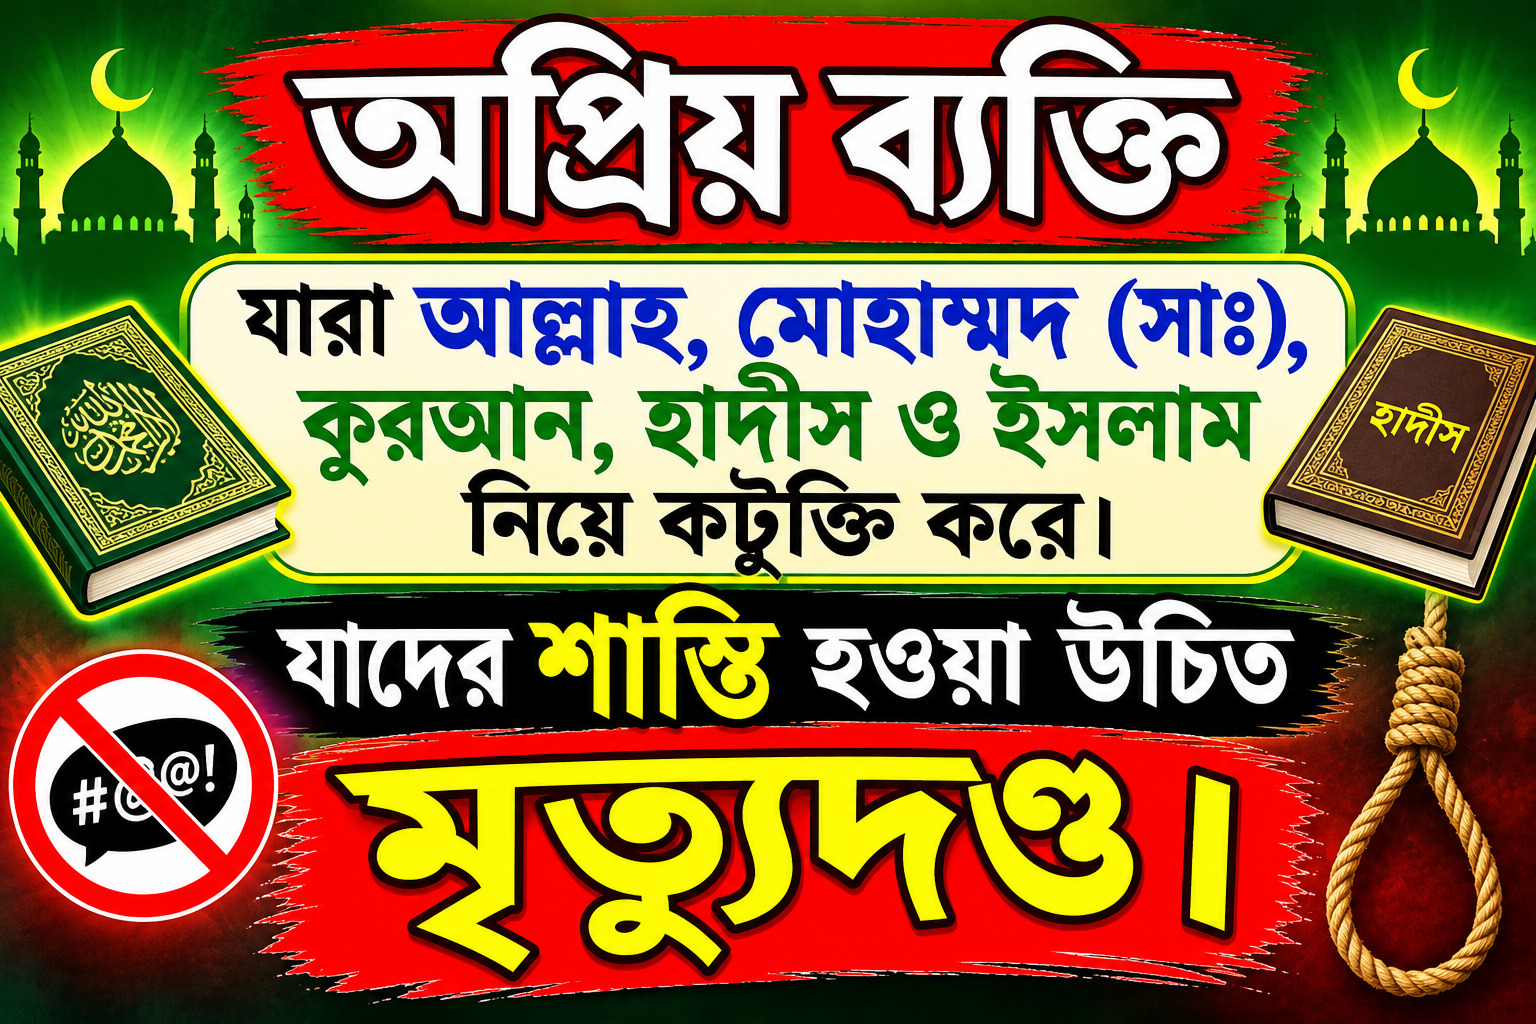 অপ্রিয় ব্যক্তি
যারা আল্লাহ, মোহাম্মদ (সাঃ),
কুরআন, হাদীস ও ইসলাম
নিয়ে কটুক্তি করে।
হাদীস
যাদের শাস্তি হওয়া উচিত
#@@@!
মৃত্যুদণ্ড।